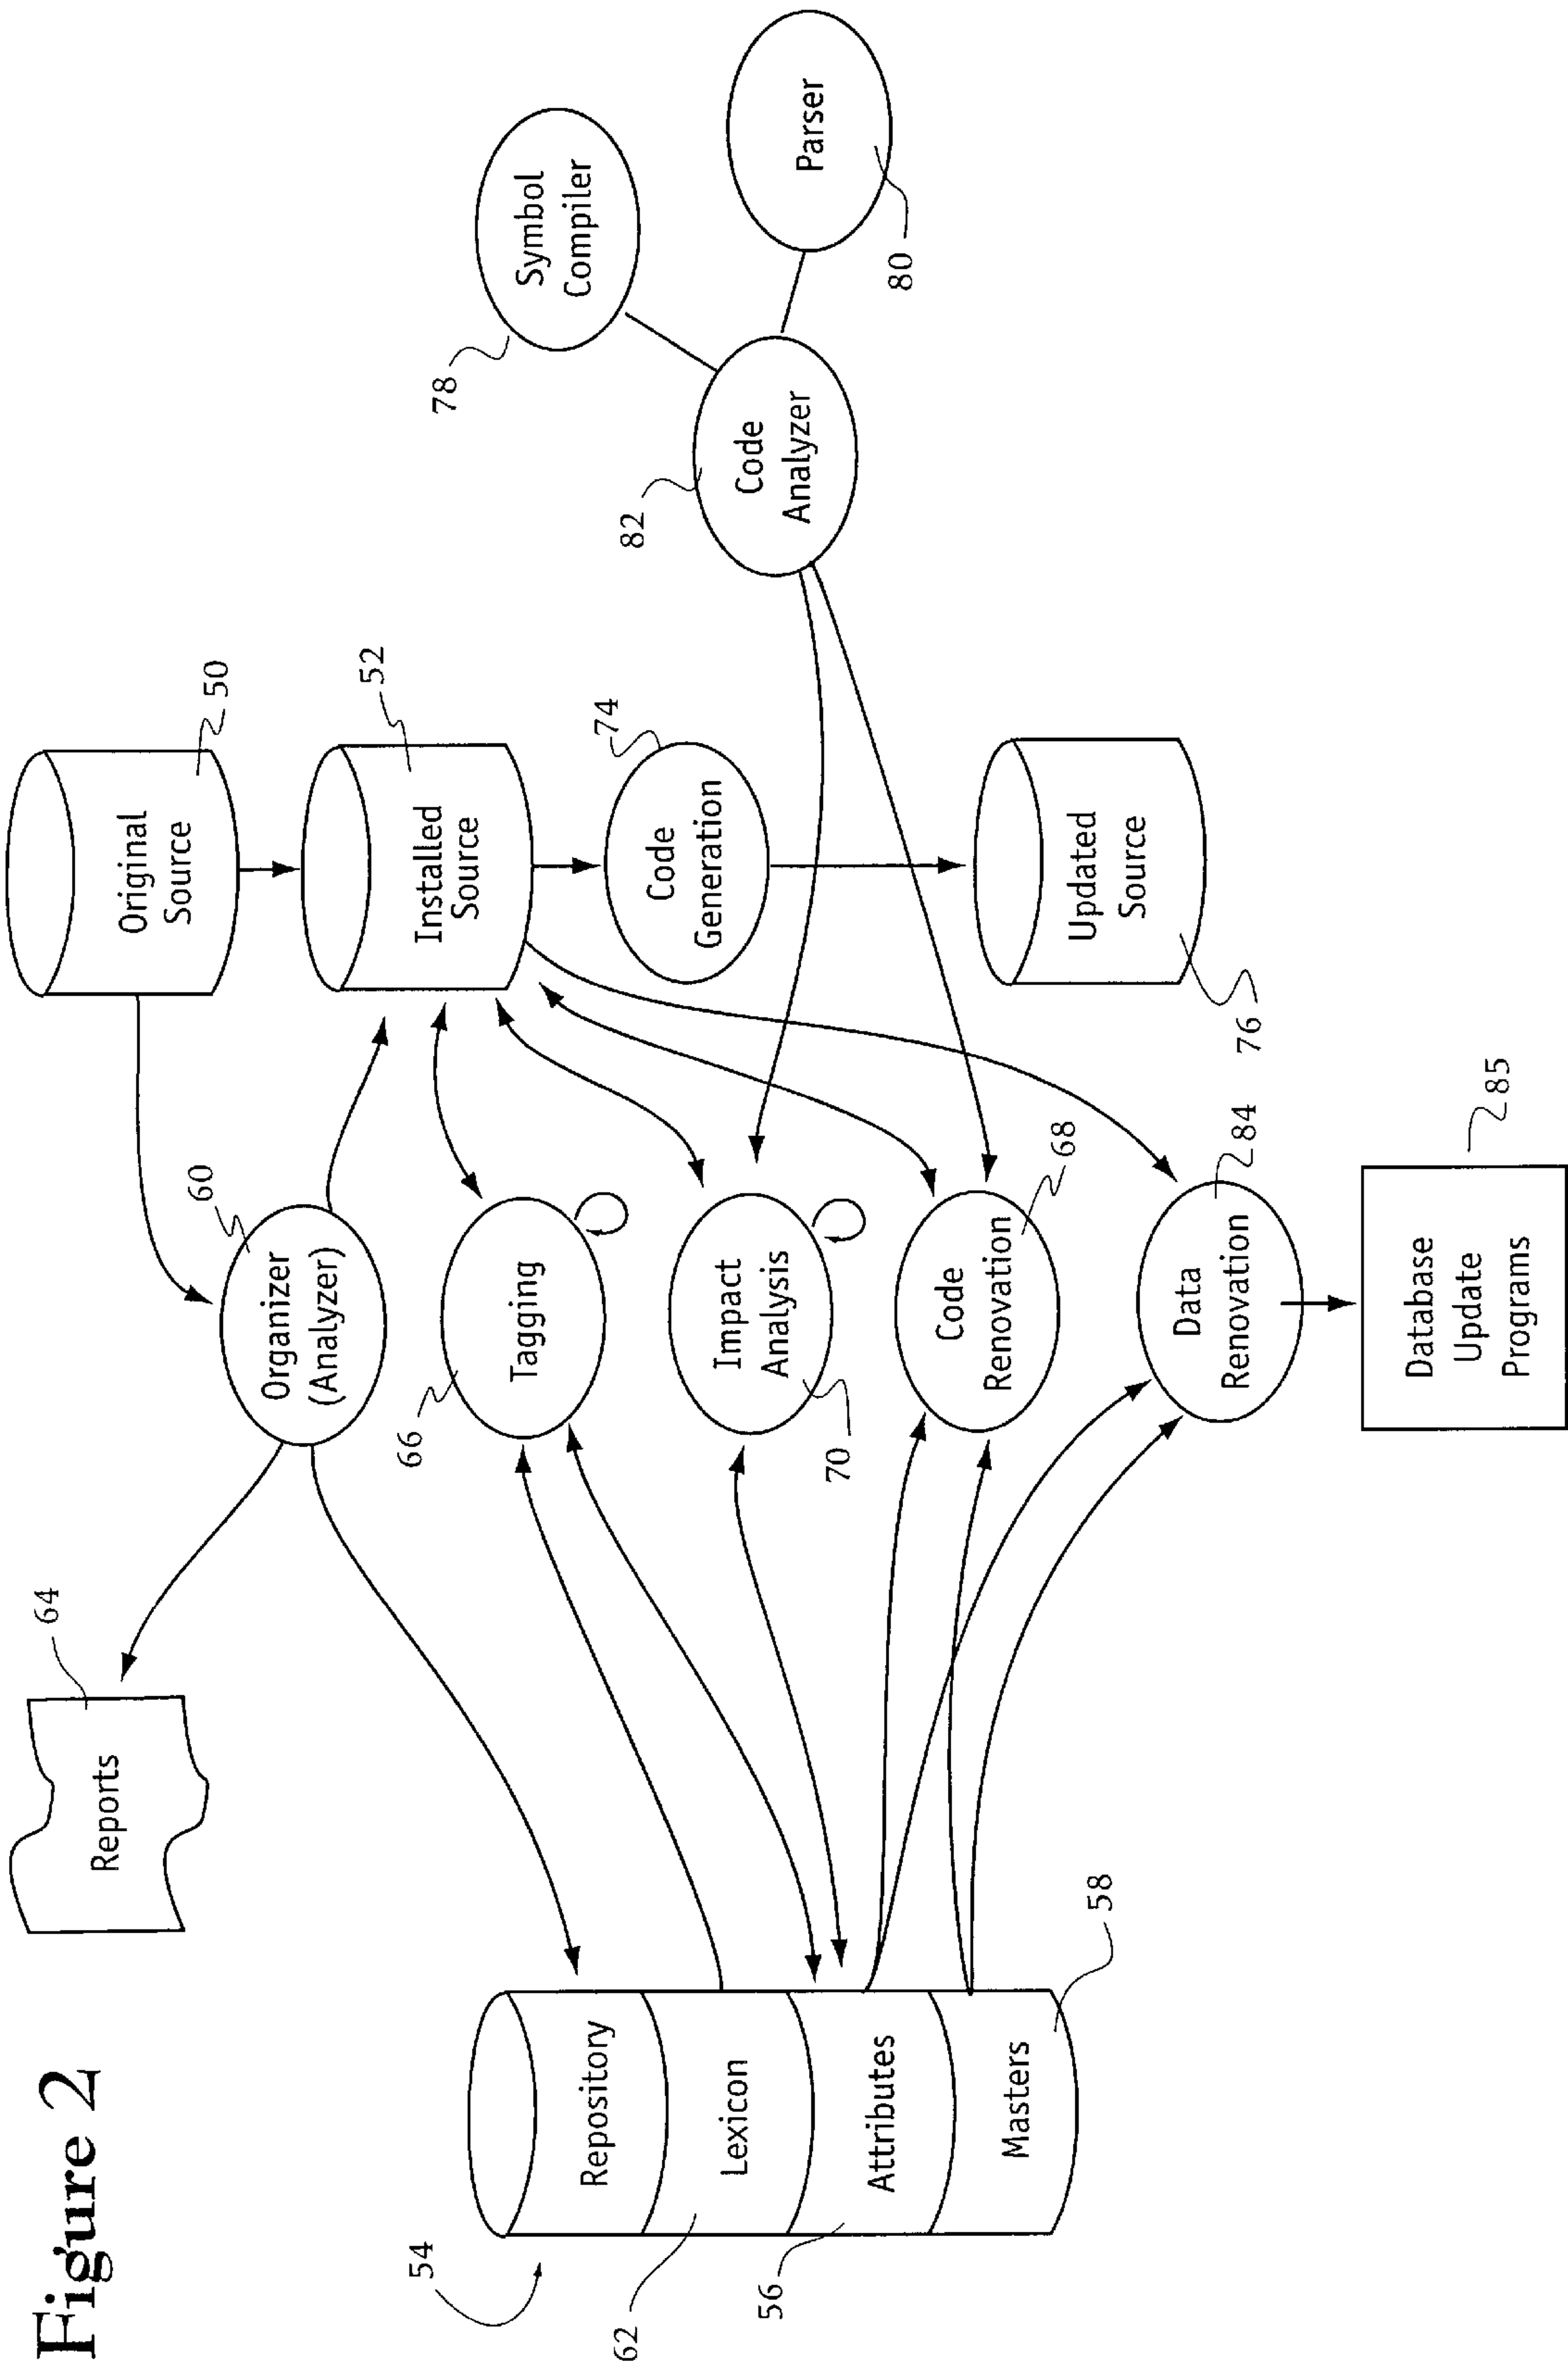 Figure 2
Reports
64
Original
Source
50
60
Organizer
(Analyzer)
Installed
Source
52
54
Repository
62
Lexicon
56
Attributes
Masters
58
66
Tagging
Impact
Analysis
70
Code
Renovation
68
Data
Renovation
84
Database
Update
Programs
85
Code
Generation
74
Updated
Source
76
78
Symbol
Compiler
82
Code
Analyzer
Parser
80